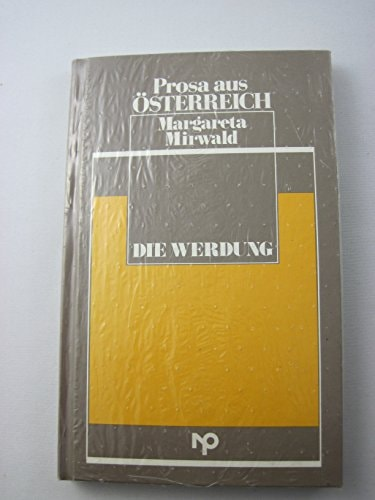 Prosa aus
ÖSTERREICH
Margareta
Mirwald
DIE WERDUNG
np